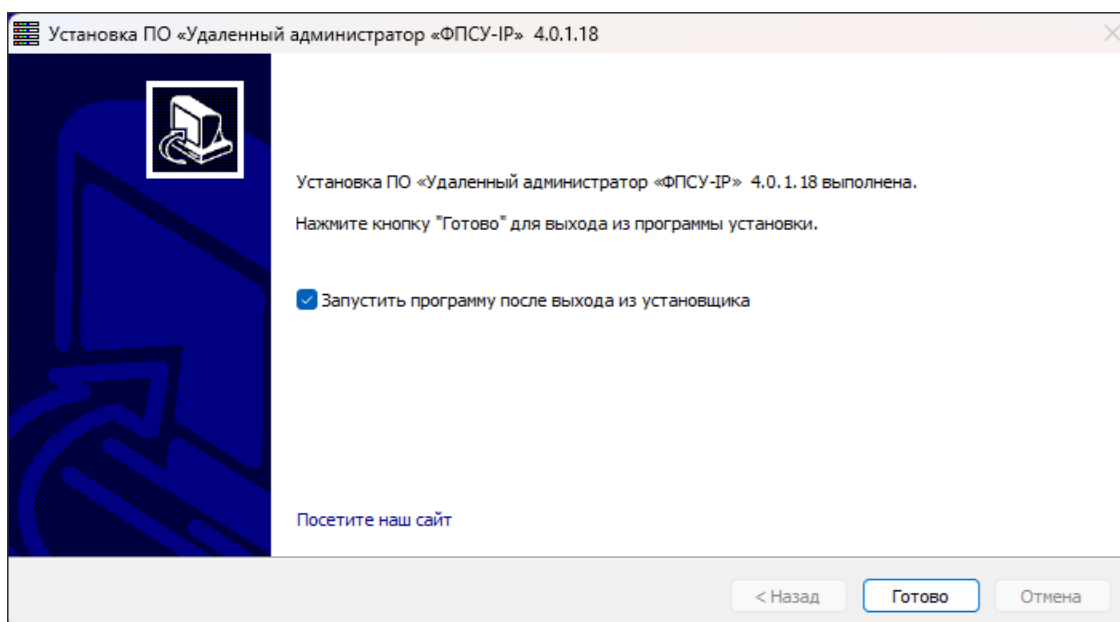 Установка ПО «Удаленный администратор «ФПСУ-IP» 4.0.1.18
Установка ПО «Удаленный администратор «ФПСУ-IP» 4.0.1.18 выполнена.
Нажмите кнопку "Готово" для выхода из программы установки.
Запустить программу после выхода из установщика
Посетите наш сайт
< Назад
Готово
Отмена